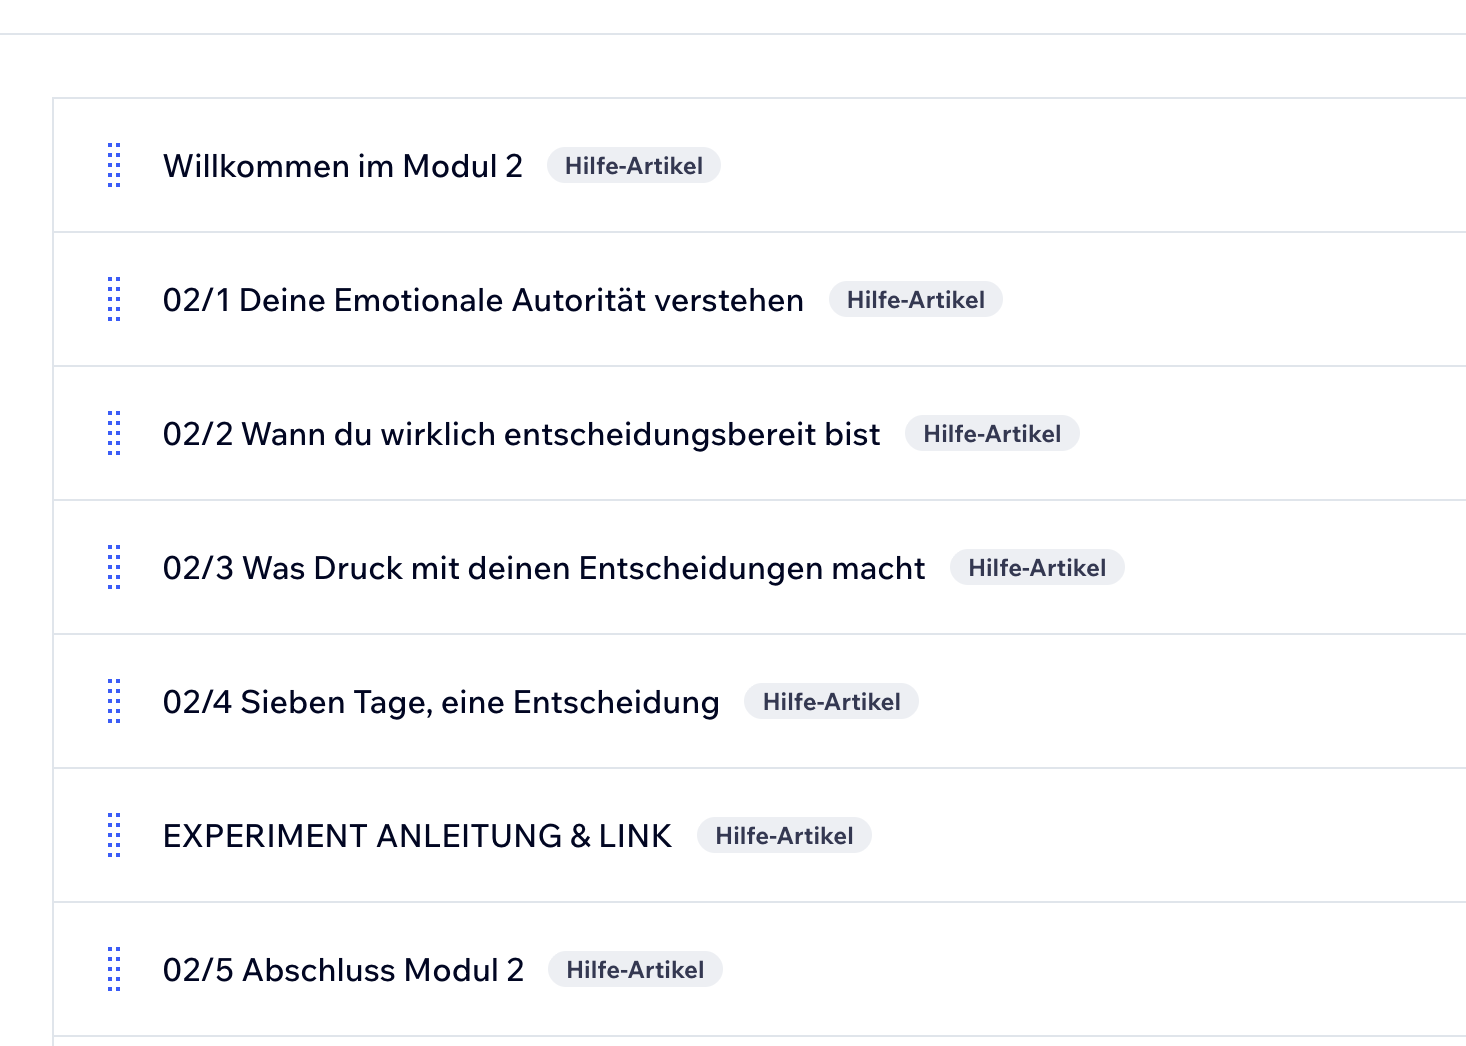 Willkommen im Modul 2 Hilfe-Artikel
02/1 Deine Emotionale Autorität verstehen Hilfe-Artikel
02/2 Wann du wirklich entscheidungsbereit bist Hilfe-Artikel
02/3 Was Druck mit deinen Entscheidungen macht Hilfe-Artikel
02/4 Sieben Tage, eine Entscheidung Hilfe-Artikel
EXPERIMENT ANLEITUNG & LINK Hilfe-Artikel
02/5 Abschluss Modul 2 Hilfe-Artikel